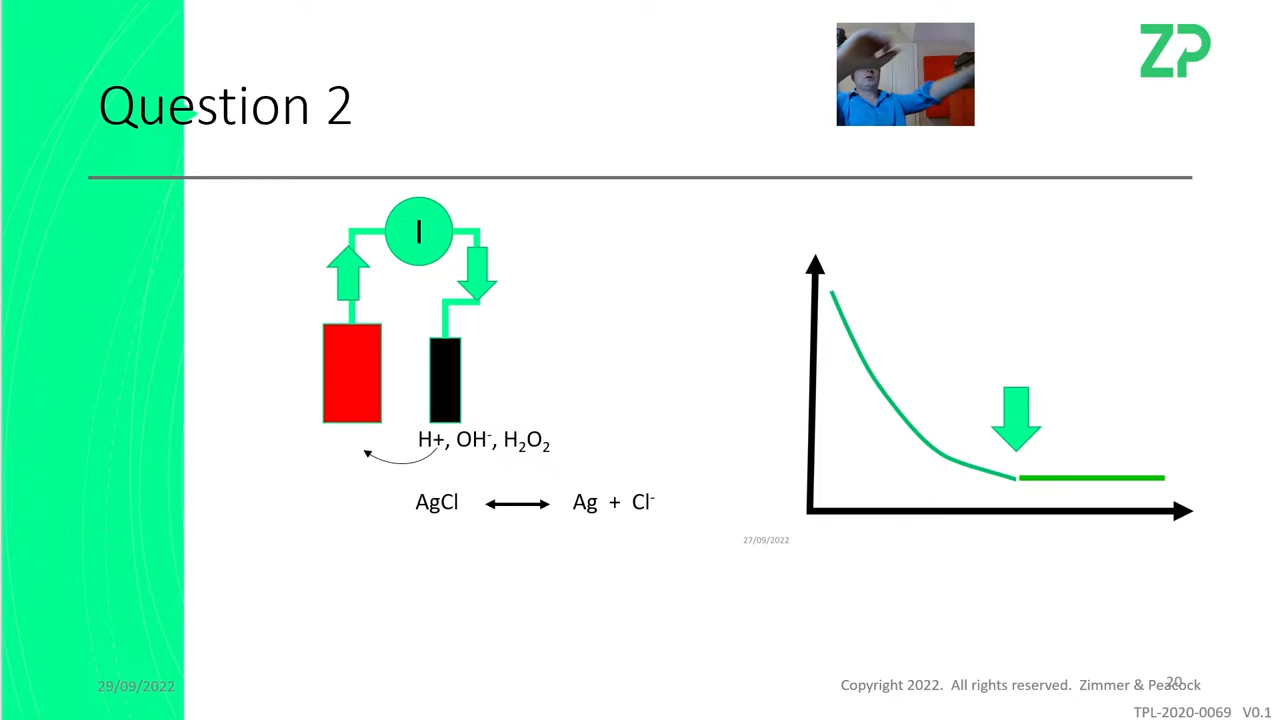 ZP
Question 2
I
H+, OH⁻, H₂O₂
AgCl ⟷ Ag + Cl⁻
27/09/2022
29/09/2022
Copyright 2022. All rights reserved. Zimmer & Peacock
20
TPL-2020-0069 V0.1